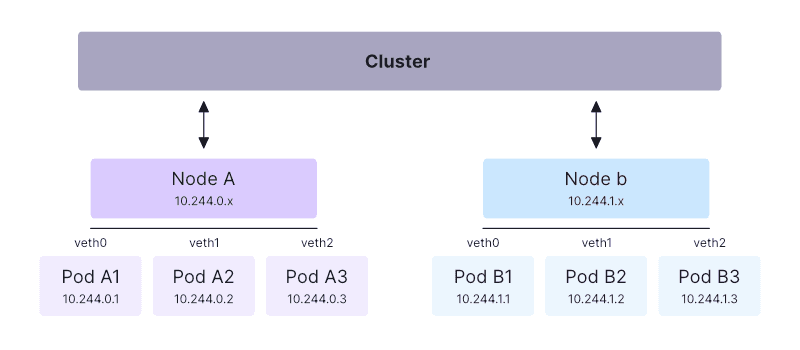 Cluster
Node A
10.244.0.x
Node b
10.244.1.x
veth0
veth1
veth2
veth0
veth1
veth2
Pod A1
10.244.0.1
Pod A2
10.244.0.2
Pod A3
10.244.0.3
Pod B1
10.244.1.1
Pod B2
10.244.1.2
Pod B3
10.244.1.3